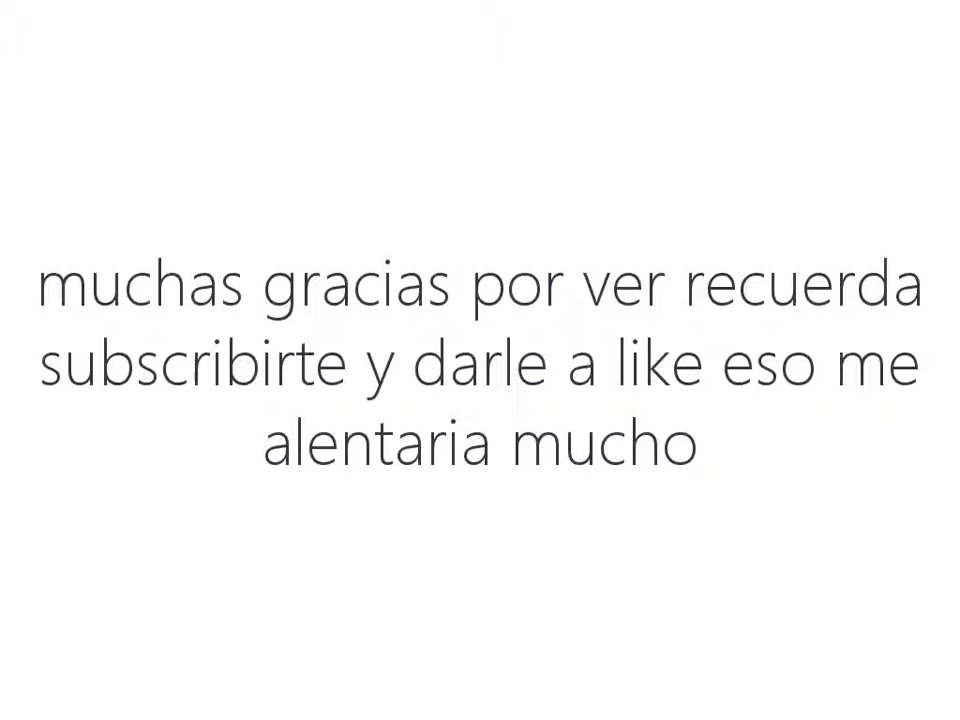 muchas gracias por ver recuerda
subscribirte y darle a like eso me
alentaria mucho